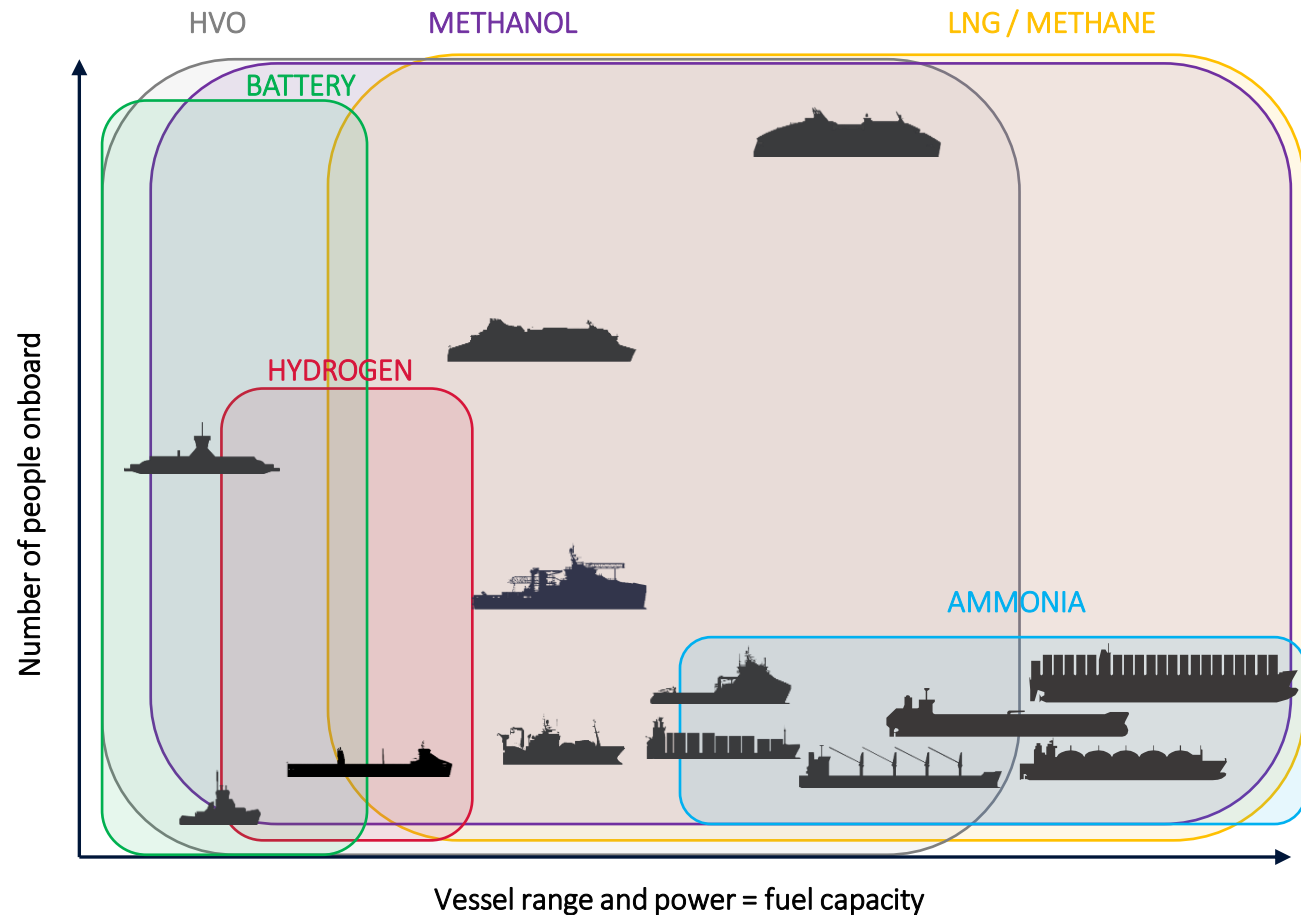 HVO
METHANOL
LNG / METHANE
BATTERY
HYDROGEN
AMMONIA
Number of people onboard
Vessel range and power = fuel capacity